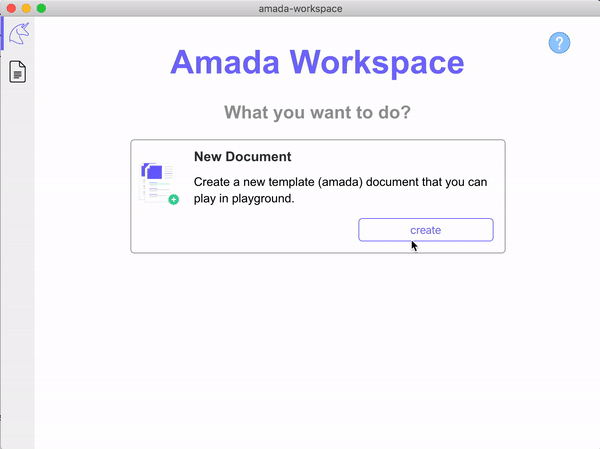 amada-workspace
Amada Workspace
?
What you want to do?
New Document
Create a new template (amada) document that you can
play in playground.
create